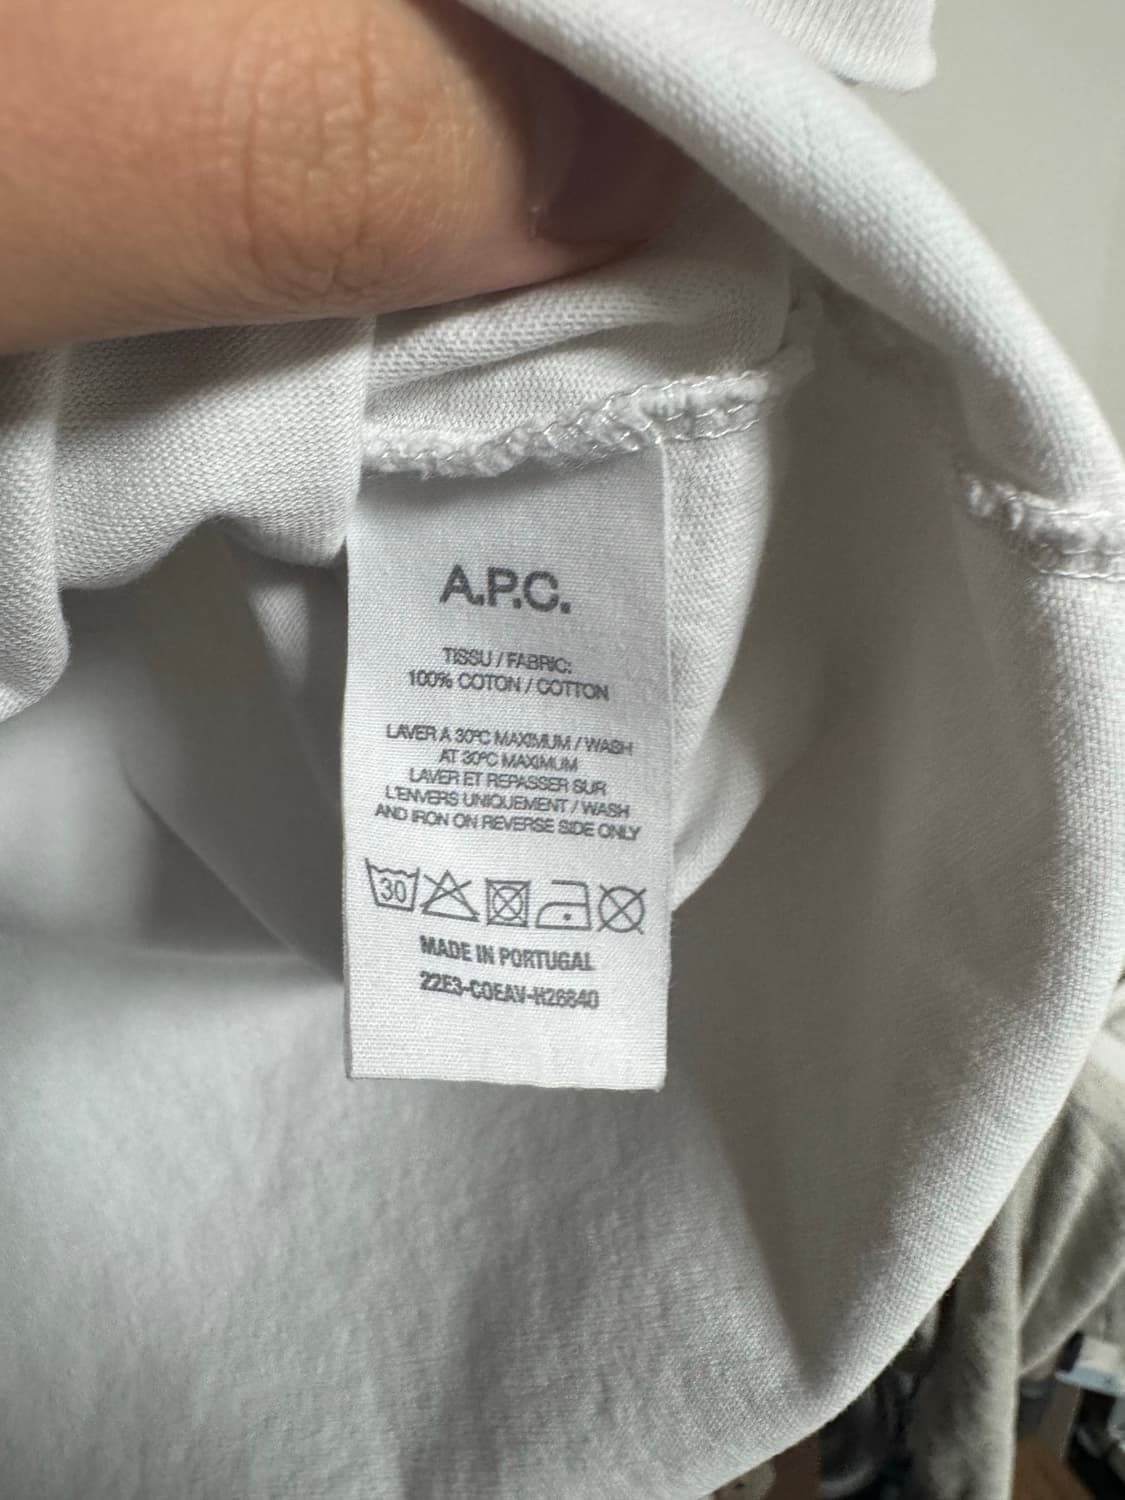 A.P.C.
TISSU / FABRIC:
100% COTON / COTTON
LAVER A 30°C MAXIMUM / WASH
AT 30°C MAXIMUM
LAVER ET REPASSER SUR
L'ENVERS UNIQUEMENT / WASH
AND IRON ON REVERSE SIDE ONLY
30
MADE IN PORTUGAL
22E3-COEAV-H26840